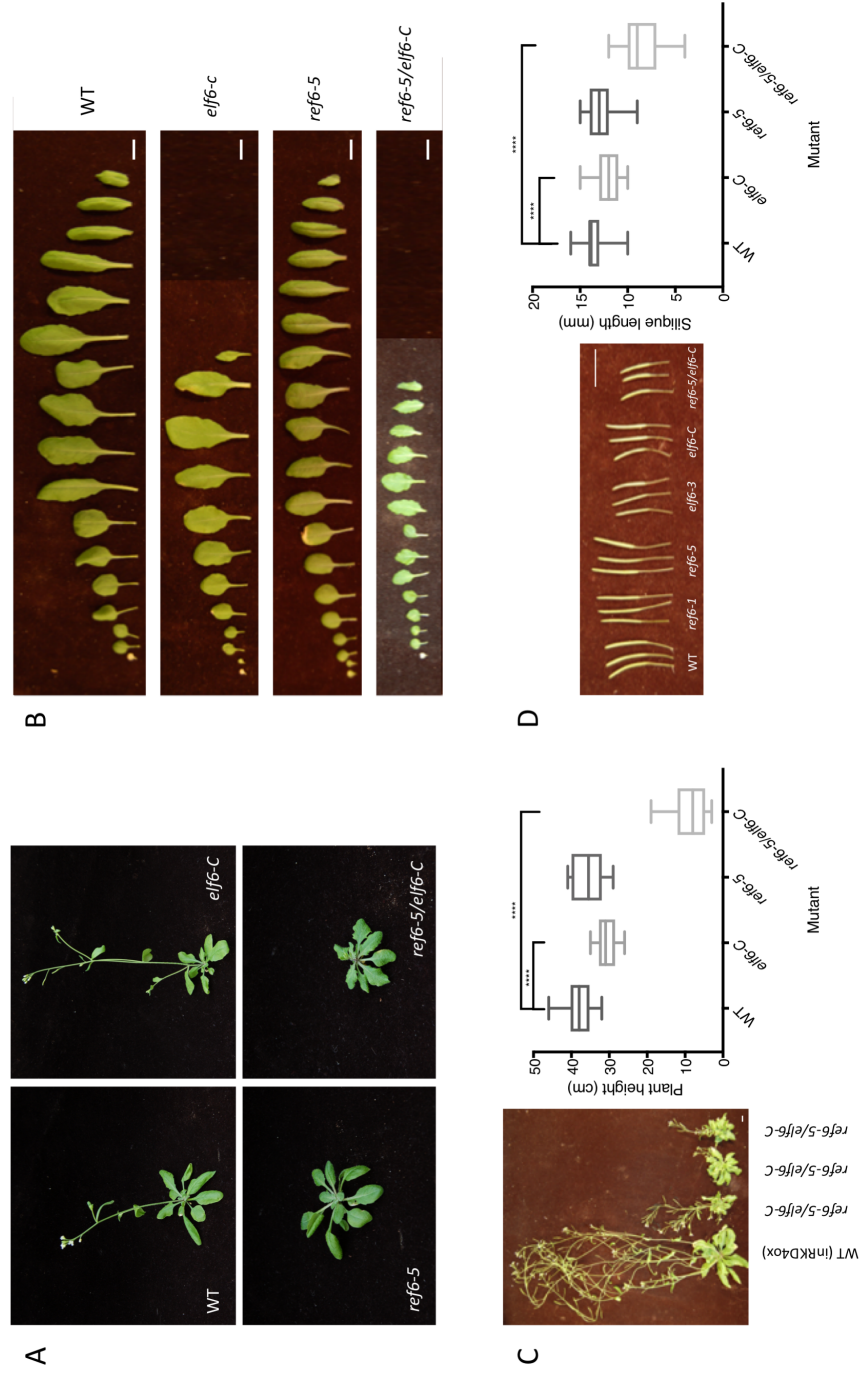 A
WT
elf6-C
ref6-5
ref6-5/elf6-C
B
WT
elf6-c
ref6-5
ref6-5/elf6-C
C
WT (inRKD4ox)
ref6-5/elf6-C
ref6-5/elf6-C
ref6-5/elf6-C
Plant height (cm)
50
40
30
20
10
0
****
****
WT
elf6-C
ref6-5
ref6-5/elf6-C
Mutant
D
WT
ref6-1
ref6-5
elf6-3
elf6-C
ref6-5/elf6-C
Silique length (mm)
20
15
10
5
0
****
****
WT
elf6-C
ref6-5
ref6-5/elf6-C
Mutant